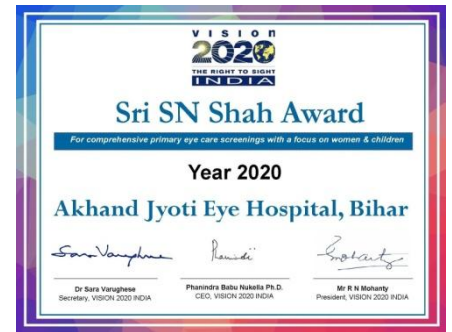 VISION
2020
THE RIGHT TO SIGHT
INDIA
Sri SN Shah Award
For comprehensive primary eye care screenings with a focus on women & children
Year 2020
Akhand Jyoti Eye Hospital, Bihar
Sara Varughese
Dr Sara Varughese
Secretary, VISION 2020 INDIA
Phanindra Babu Nukella Ph.D.
CEO, VISION 2020 INDIA
Mr R N Mohanty
President, VISION 2020 INDIA